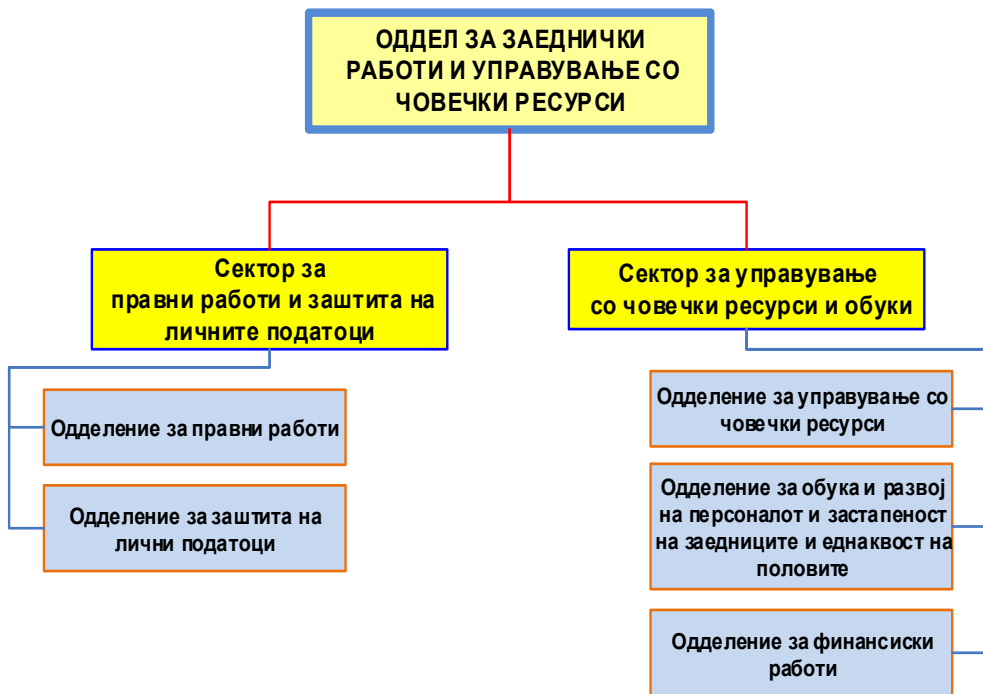 ОДДЕЛ ЗА ЗАЕДНИЧКИ
РАБОТИ И УПРАВУВАЊЕ СО
ЧОВЕЧКИ РЕСУРСИ
Сектор за
правни работи и заштита на
личните податоци
Сектор за управување
со човечки ресурси и обуки
Одделение за правни работи
Одделение за заштита на
лични податоци
Одделение за управување со
човечки ресурси
Одделение за обука и развој
на персоналот и застапеност
на заедниците и еднаквост на
половите
Одделение за финансиски
работи